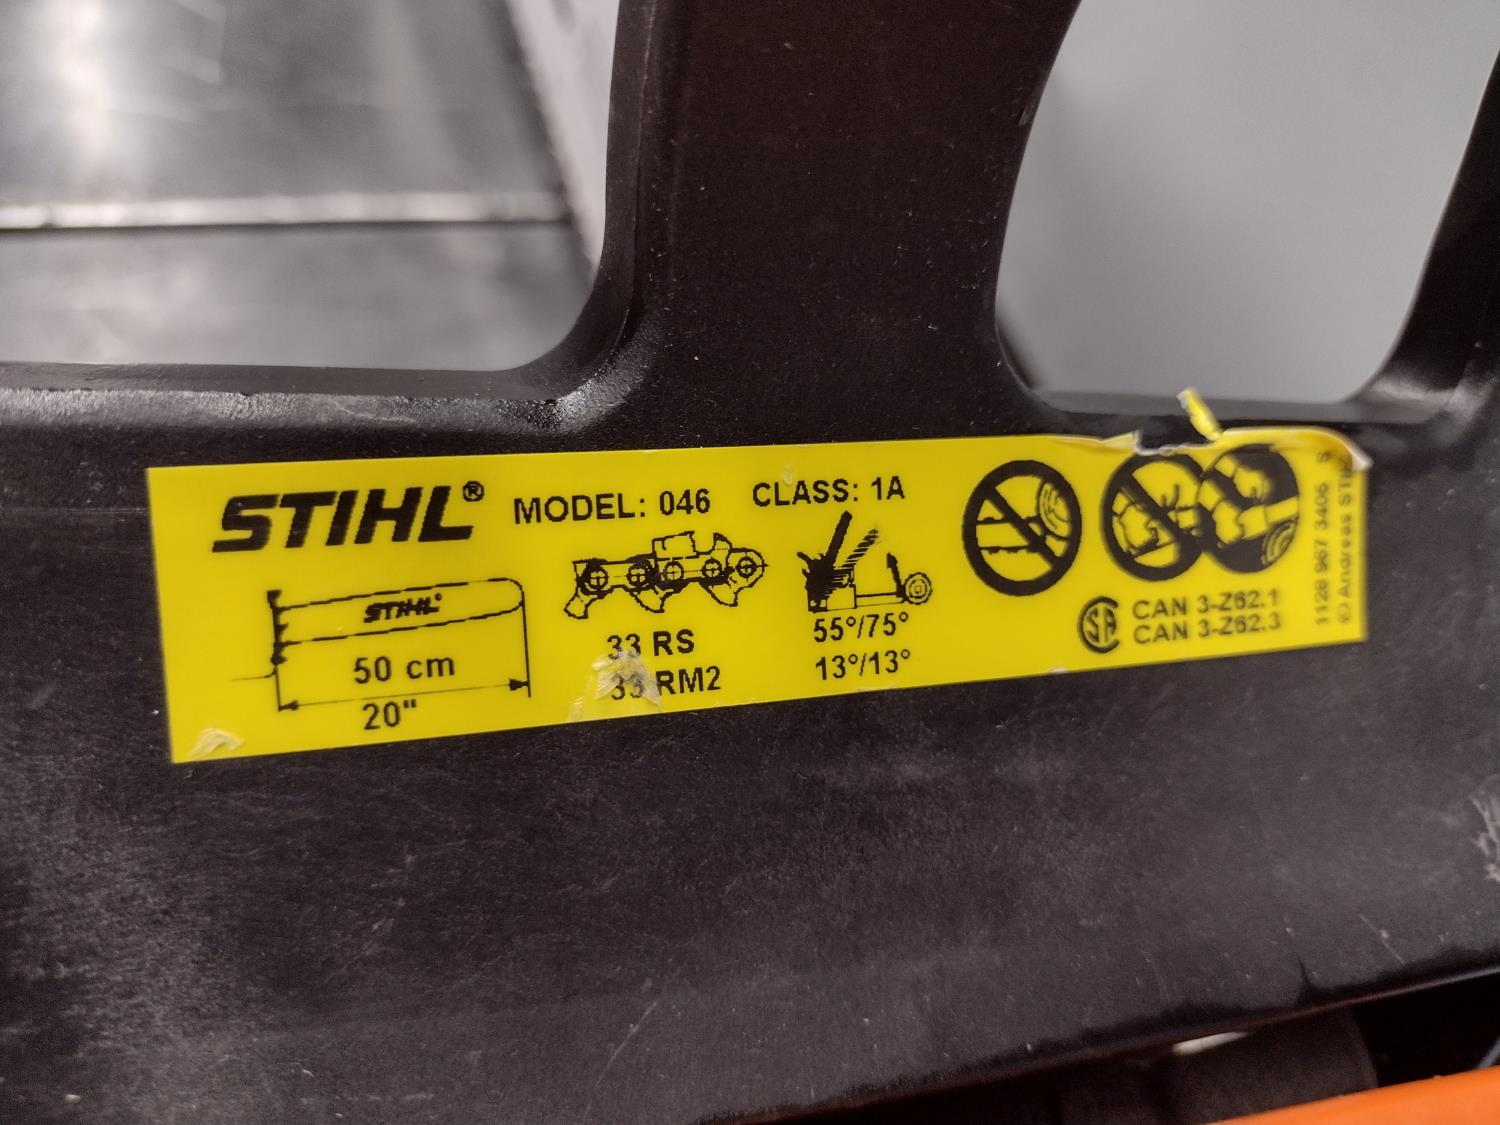 STIHL®
MODEL: 046
CLASS: 1A
STIHL®
50 cm
20"
33 RS
33 RM2
55°/75°
13°/13°
CAN 3-Z62.1
CAN 3-Z62.3
1128 967 3406 S
© Andreas